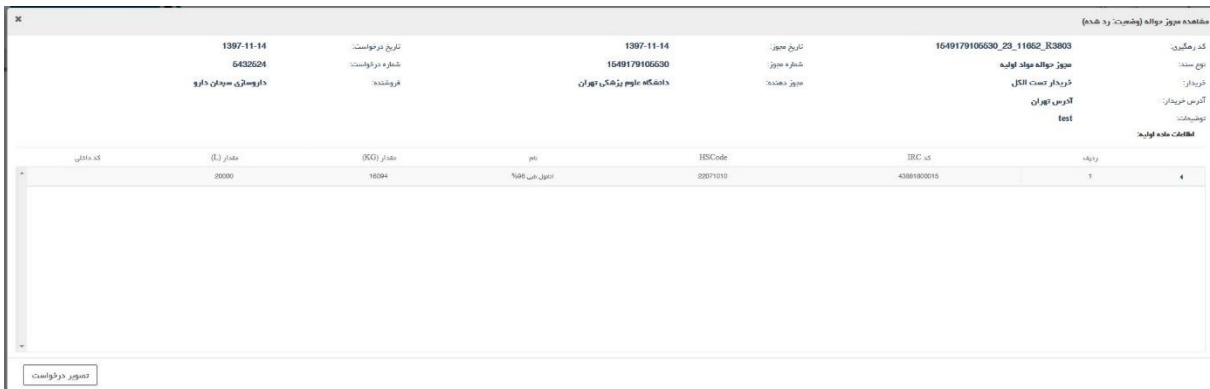 مشاهده مجوز حواله (وضعیت: رد شده)
کد رهگیری: 1549179105530_23_11652_R3803 تاریخ مجوز: 1397-11-14 تاریخ درخواست: 1397-11-14
نوع سند: مجوز حواله مواد اولیه شماره مجوز: 1549179105530 شماره درخواست: 5432524
خریدار: خریدار تست الکل مجوز دهنده: دانشگاه علوم پزشکی تهران فروشنده: داروسازی سبحان دارو
آدرس خریدار: آدرس تهران
توضیحات: test
اطلاعات ماده اولیه:
ردیف کد IRC HSCode نام مقدار (KG) مقدار (L) کد داخلی
1 43881800015 22071010 اتانول طبی 96% 16094 20000
تصویر درخواست